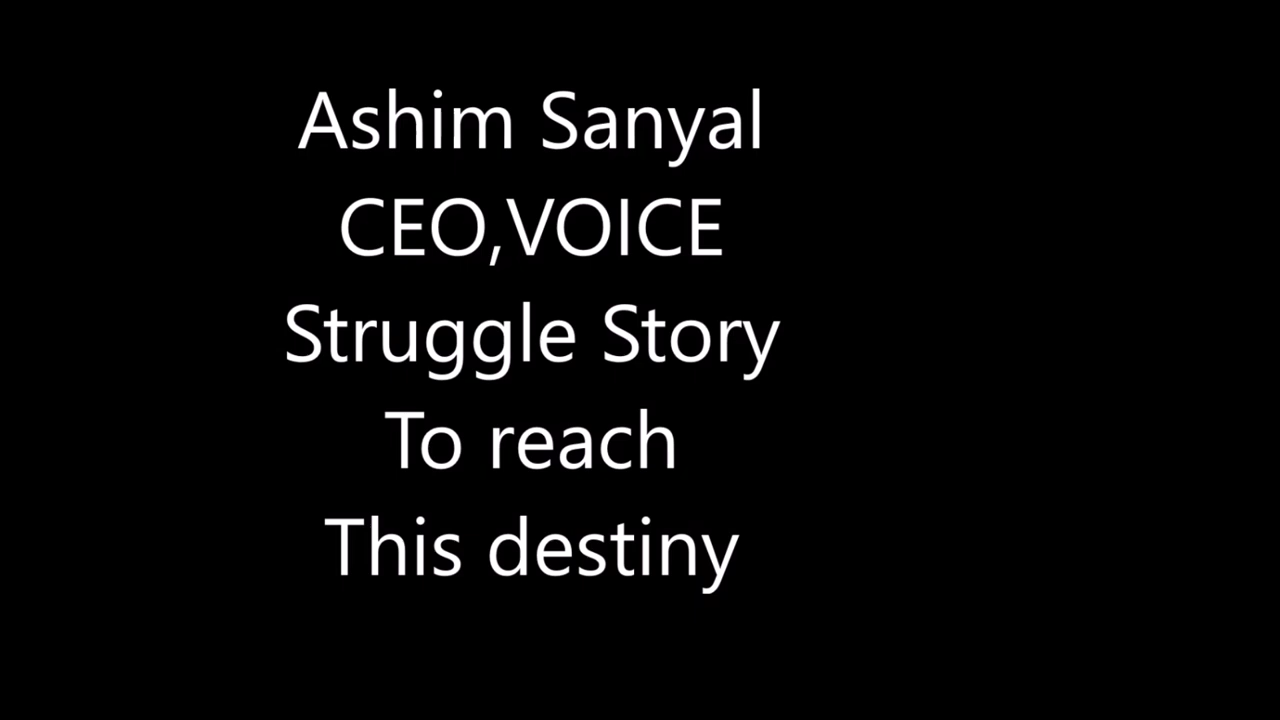 Ashim Sanyal
CEO,VOICE
Struggle Story
To reach
This destiny